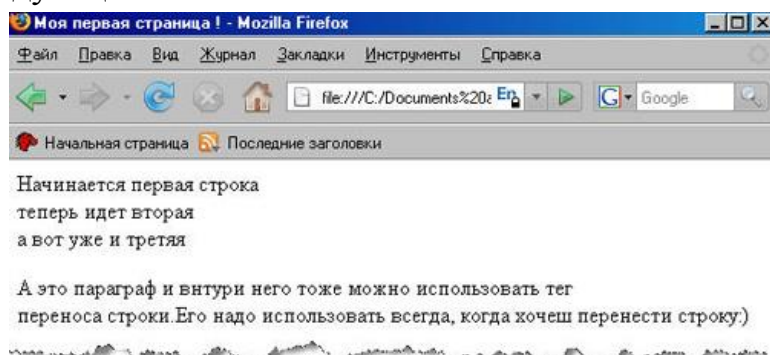 Моя первая страница ! - Mozilla Firefox
Файл Правка Вид Журнал Закладки Инструменты Справка
file:///C:/Documents%20a En G Google
Начальная страница Последние заголовки
Начинается первая строка
теперь идет вторая
а вот уже и третяя
А это параграф и внтури него тоже можно использовать тег
переноса строки.Его надо использовать всегда, когда хочеш перенести строку:)